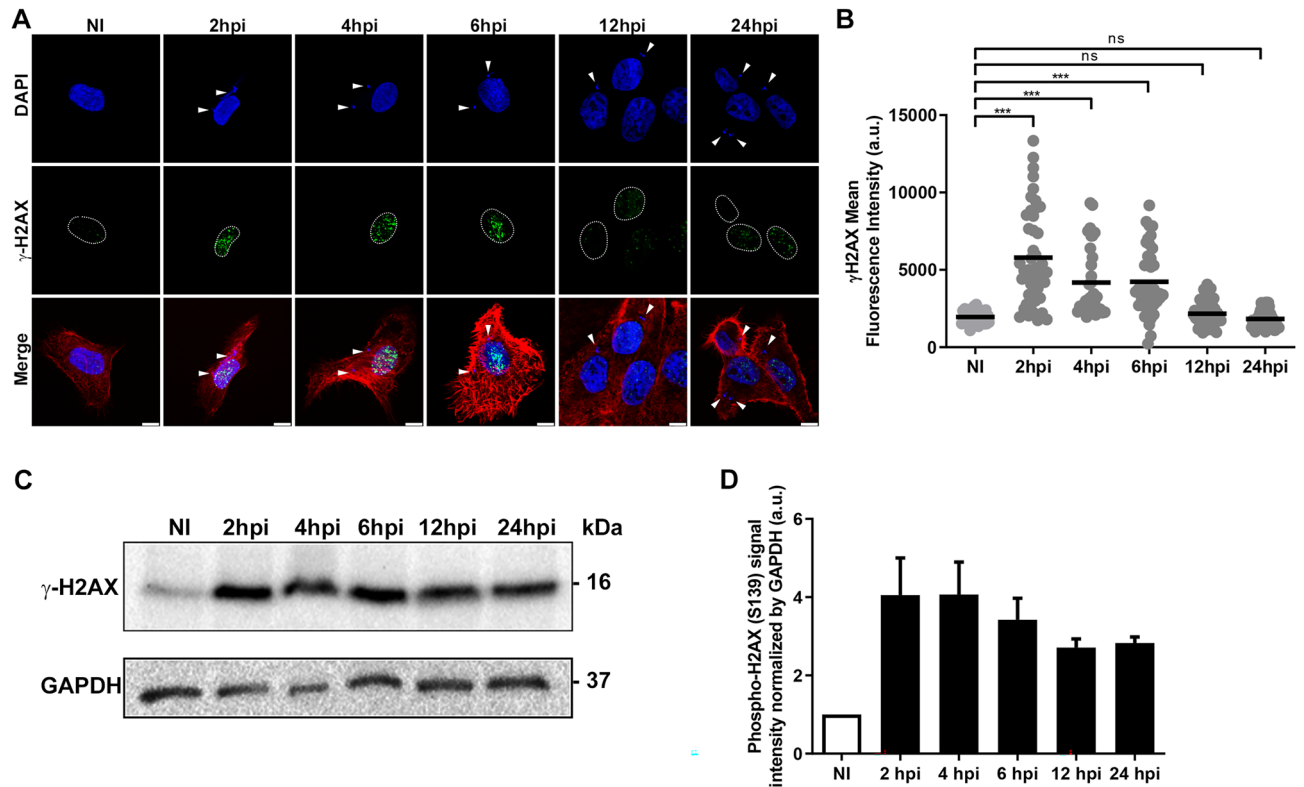 A
NI 2hpi 4hpi 6hpi 12hpi 24hpi
DAPI
γ-H2AX
Merge
B
ns
ns
***
***
***
γH2AX Mean
Fluorescence Intensity (a.u.)
15000
10000
5000
0
NI 2hpi 4hpi 6hpi 12hpi 24hpi
C
NI 2hpi 4hpi 6hpi 12hpi 24hpi kDa
γ-H2AX
- 16
GAPDH
- 37
D
Phospho-H2AX (S139) signal
intensity normalized by GAPDH (a.u.)
6
4
2
0
NI 2 hpi 4 hpi 6 hpi 12 hpi 24 hpi